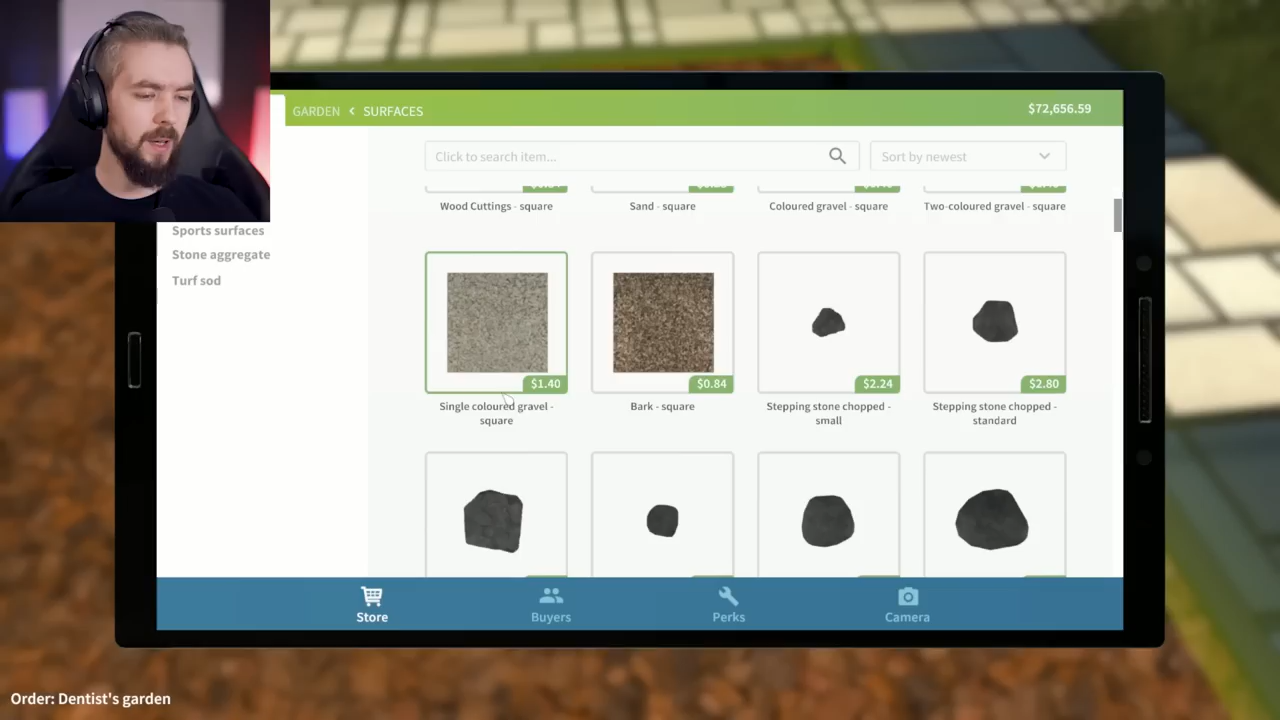 GARDEN < SURFACES
$72,656.59
Click to search item...
Sort by newest
Wood Cuttings - square
Sand - square
Coloured gravel - square
Two-coloured gravel - square
Sports surfaces
Stone aggregate
Turf sod
$1.40
$0.84
$2.24
$2.80
Single coloured gravel -
square
Bark - square
Stepping stone chopped -
small
Stepping stone chopped -
standard
Store
Buyers
Perks
Camera
Order: Dentist's garden